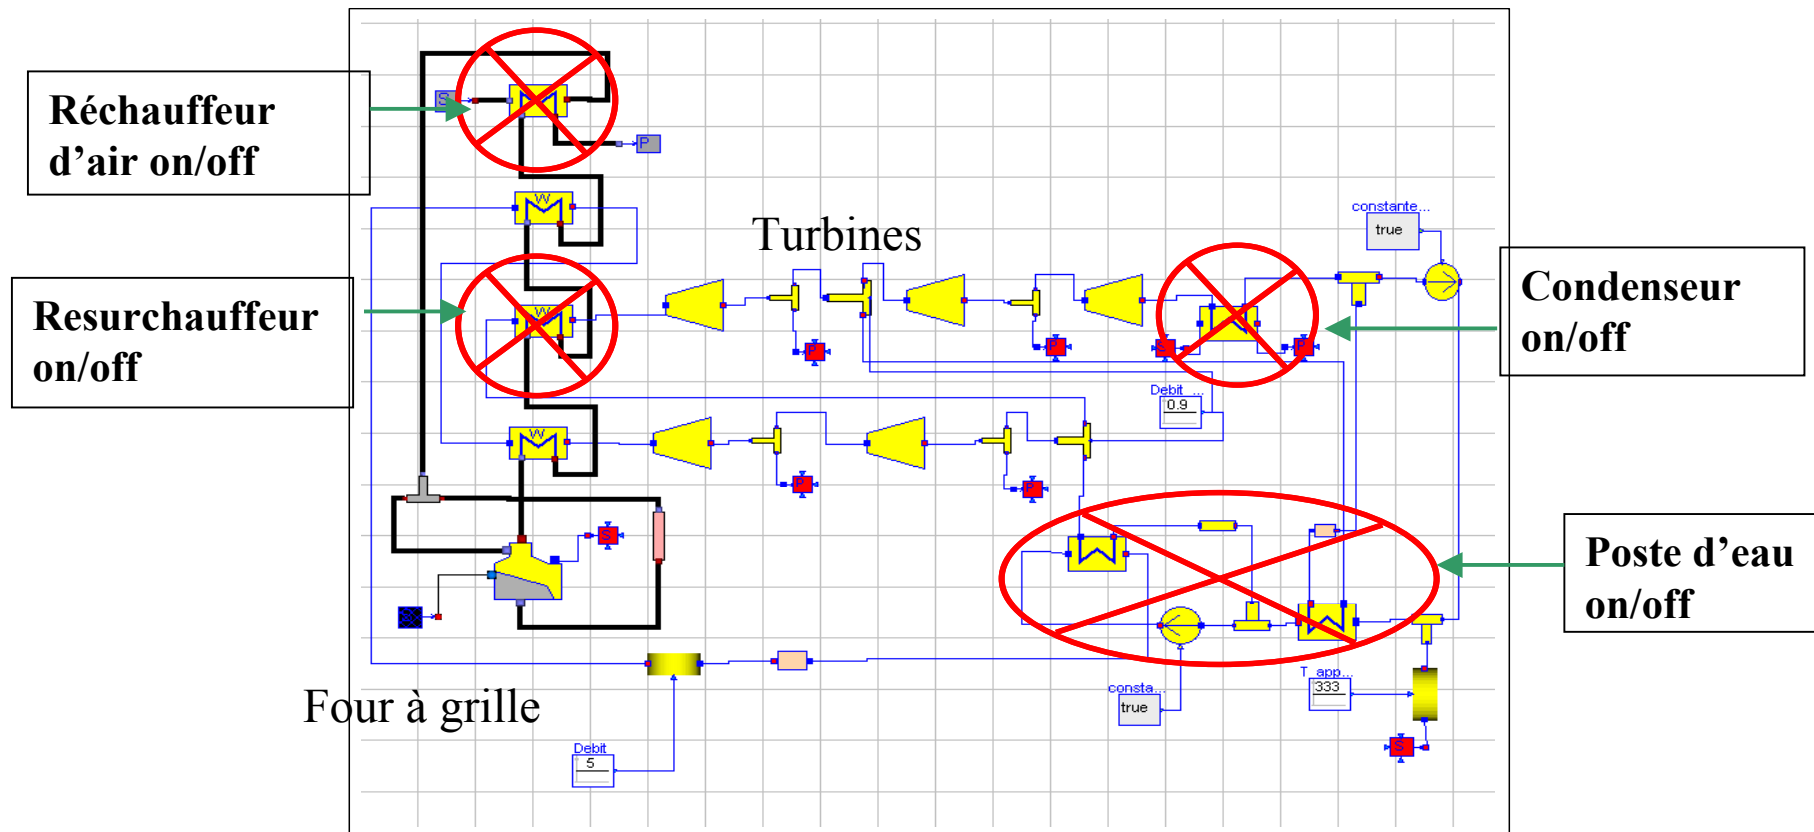 Réchauffeur
d'air on/off
S
P
W
Turbines
constante...
true
Resurchauffeur
on/off
W
Condenseur
on/off
P
P
S
P
Debit ...
0.9
W
P
P
S
Poste d'eau
on/off
Four à grille
consta...
true
T_app...
333
S
Debit
5